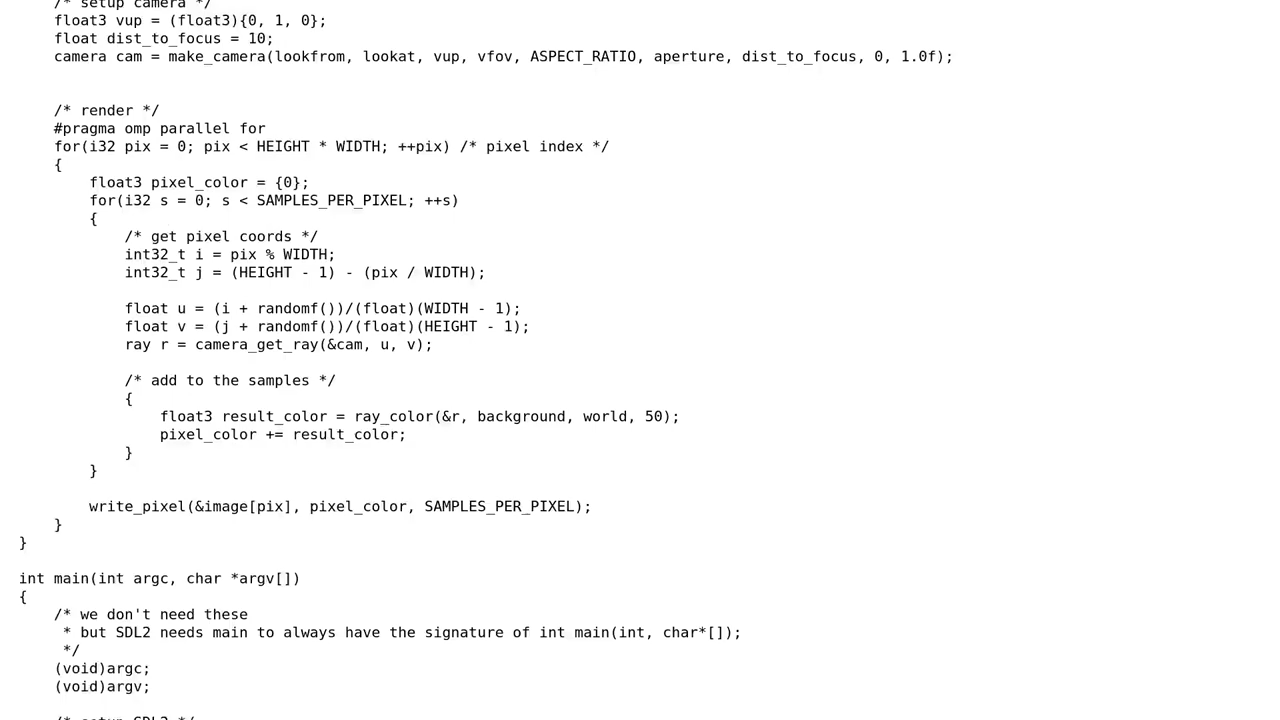 /* setup camera */
float3 vup = (float3){0, 1, 0};
float dist_to_focus = 10;
camera cam = make_camera(lookfrom, lookat, vup, vfov, ASPECT_RATIO, aperture, dist_to_focus, 0, 1.0f);
/* render */
#pragma omp parallel for
for(i32 pix = 0; pix < HEIGHT * WIDTH; ++pix) /* pixel index */
{
float3 pixel_color = {0};
for(i32 s = 0; s < SAMPLES_PER_PIXEL; ++s)
{
/* get pixel coords */
int32_t i = pix % WIDTH;
int32_t j = (HEIGHT - 1) - (pix / WIDTH);
float u = (i + randomf())/(float)(WIDTH - 1);
float v = (j + randomf())/(float)(HEIGHT - 1);
ray r = camera_get_ray(&cam, u, v);
/* add to the samples */
{
float3 result_color = ray_color(&r, background, world, 50);
pixel_color += result_color;
}
}
write_pixel(&image[pix], pixel_color, SAMPLES_PER_PIXEL);
}
}
int main(int argc, char *argv[])
{
/* we don't need these
* but SDL2 needs main to always have the signature of int main(int, char*[]);
*/
(void)argc;
(void)argv;
/* setup SDL2 */